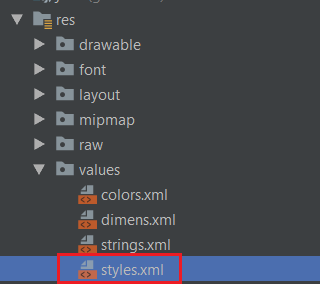 res
drawable
font
layout
mipmap
raw
values
colors.xml
dimens.xml
strings.xml
styles.xml